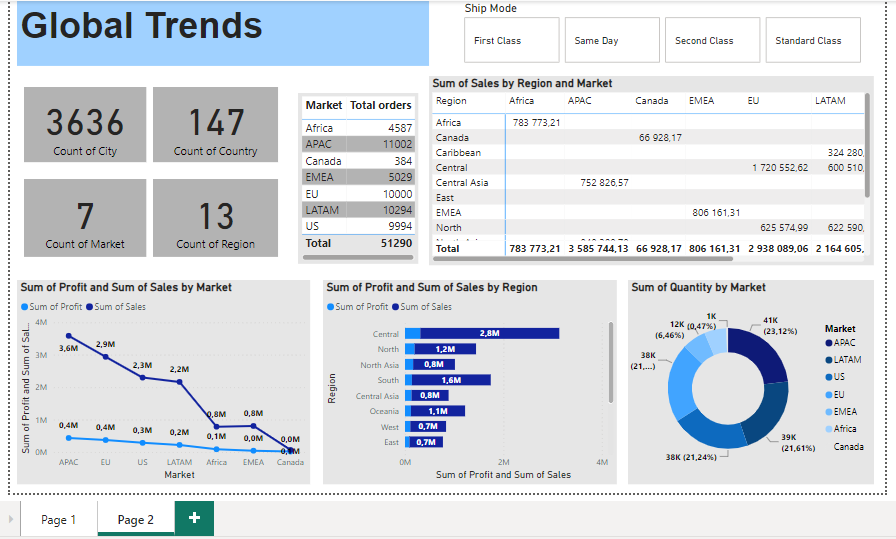 Global Trends
Ship Mode
First Class
Same Day
Second Class
Standard Class
3636
Count of City
147
Count of Country
7
Count of Market
13
Count of Region
Market Total orders
Africa 4587
APAC 11002
Canada 384
EMEA 5029
EU 10000
LATAM 10294
US 9994
Total 51290
Sum of Sales by Region and Market
Region Africa APAC Canada EMEA EU LATAM
Africa 783 773,21
Canada 66 928,17
Caribbean 324 280,
Central 1 720 552,62 600 510,
Central Asia 752 826,57
East
EMEA 806 161,31
North 625 574,99 622 590,
Total 783 773,21 3 585 744,13 66 928,17 806 161,31 2 938 089,06 2 164 605,
Sum of Profit and Sum of Sales by Market
Sum of Profit Sum of Sales
Sum of Profit and Sum of Sal...
4M
3M
2M
1M
0M
3,6M
2,9M
2,3M
2,2M
0,8M
0,8M
0,0M
0,4M
0,4M
0,3M
0,2M
0,1M
0,0M
APAC EU US LATAM Africa EMEA Canada
Market
Sum of Profit and Sum of Sales by Region
Sum of Profit Sum of Sales
Region
Central 2,8M
North 1,2M
North Asia 0,8M
South 1,6M
Central Asia 0,8M
Oceania 1,1M
West 0,7M
East 0,7M
0M 2M 4M
Sum of Profit and Sum of Sales
Sum of Quantity by Market
41K
(23,12%)
39K
(21,61%)
38K (21,24%)
38K
(21,...)
12K
(6,46%)
1K
(0,47%)
Market
APAC
LATAM
US
EU
EMEA
Africa
Canada
Page 1
Page 2
+